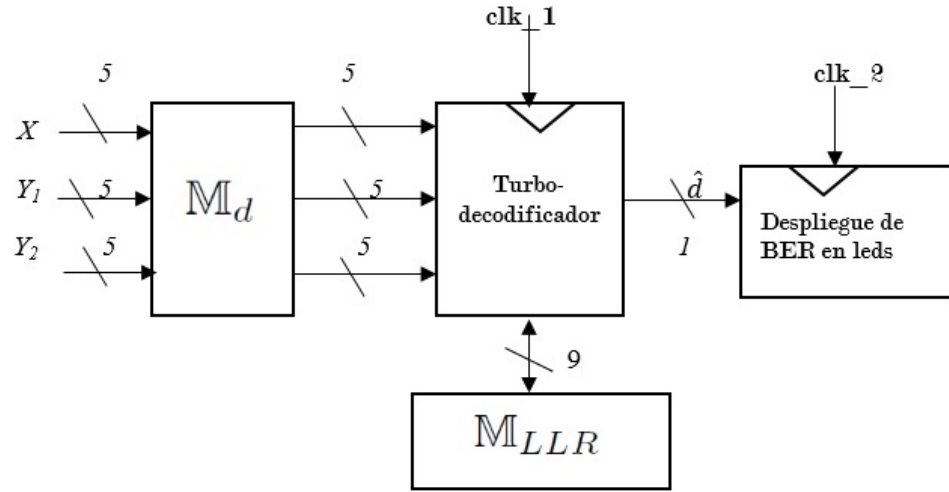 clk_1
5
5
clk_2
X
Y1
5
5
𝕄d
Turbo-
decodificador
d̂
1
Despliegue de
BER en leds
Y2
5
5
9
𝕄LLR